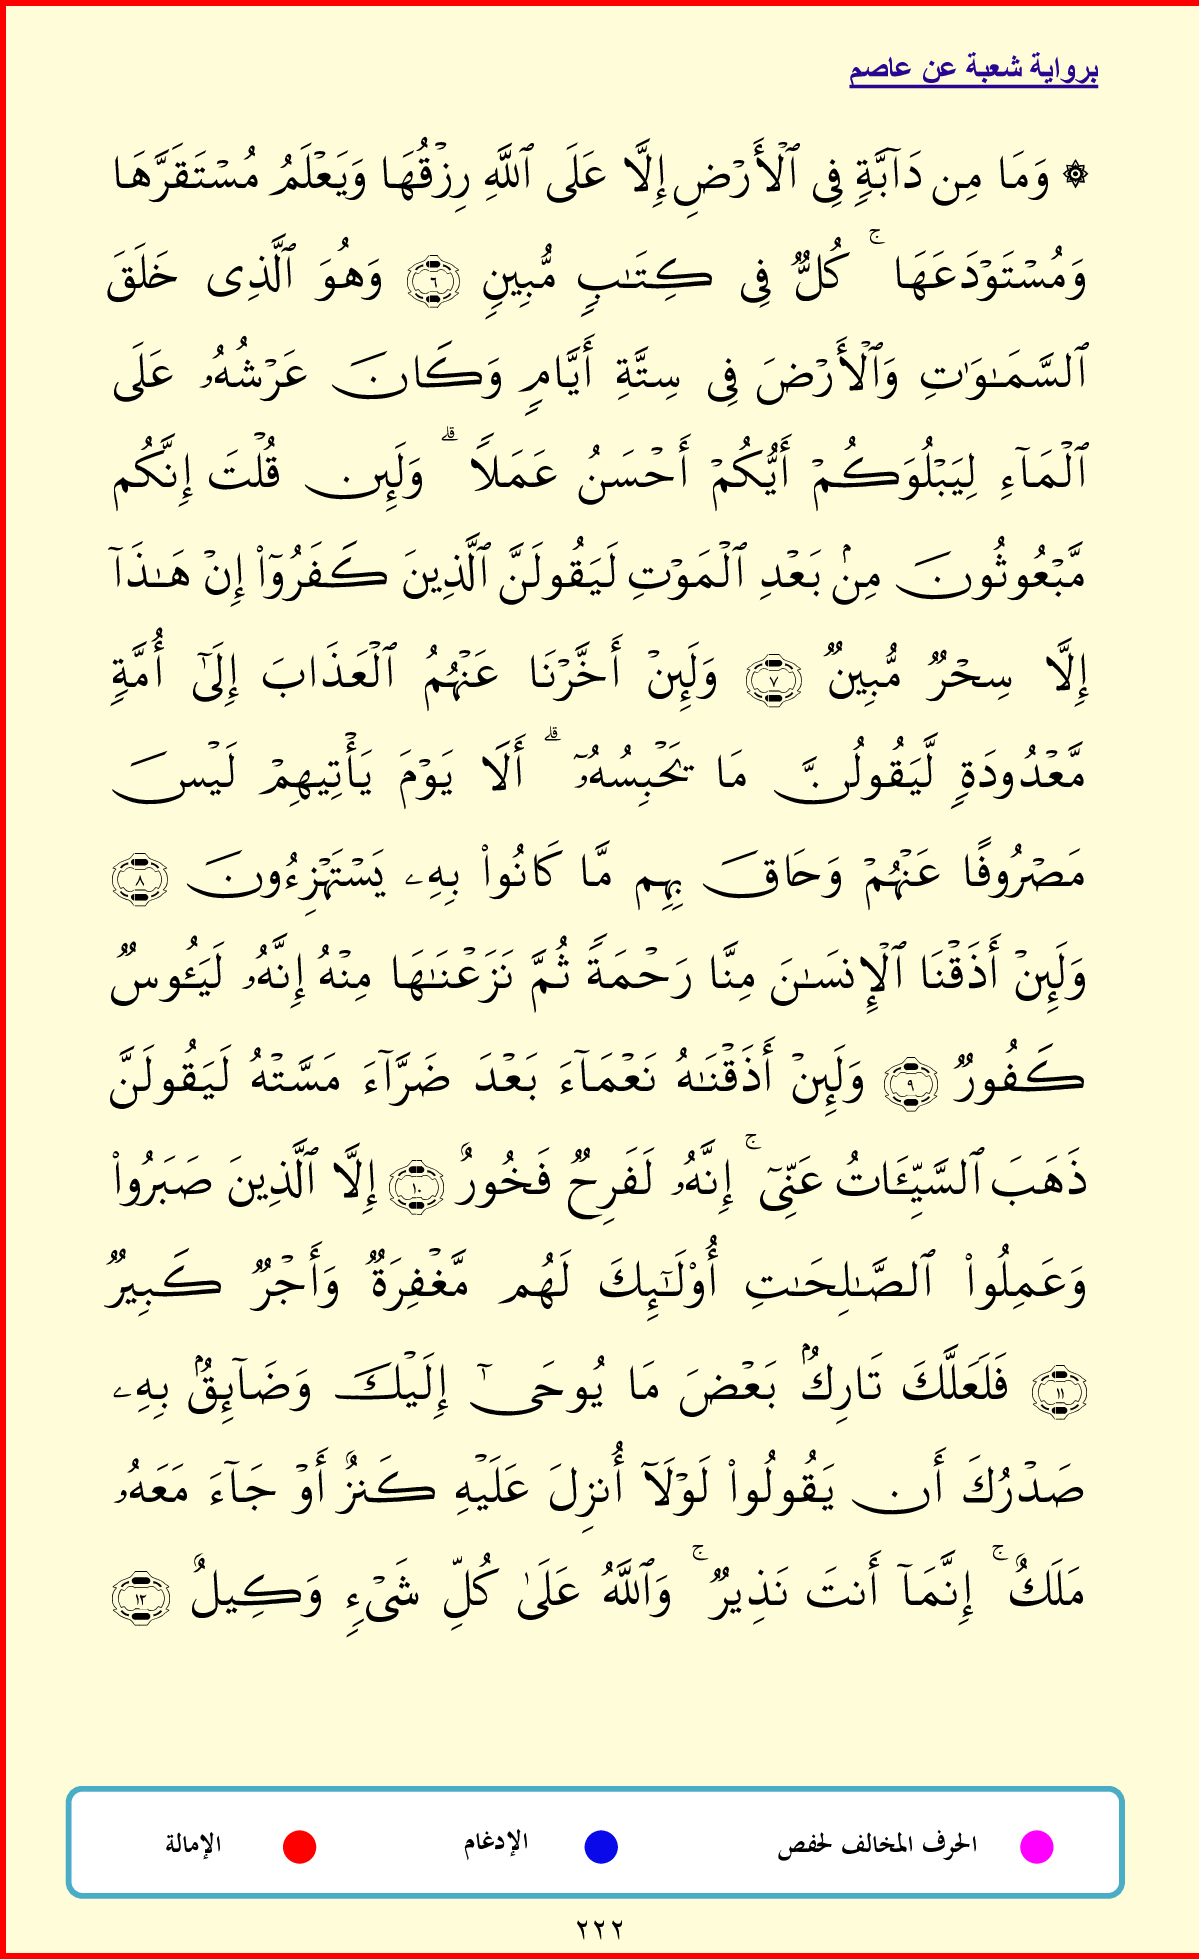 برواية شعبة عن عاصم
۞ وَمَا مِن دَآبَّةٍ فِى ٱلْأَرْضِ إِلَّا عَلَى ٱللَّهِ رِزْقُهَا وَيَعْلَمُ مُسْتَقَرَّهَا
وَمُسْتَوْدَعَهَا ۚ كُلٌّ فِى كِتَـٰبٍ مُّبِينٍ ٦ وَهُوَ ٱلَّذِى خَلَقَ
ٱلسَّمَـٰوَٰتِ وَٱلْأَرْضَ فِى سِتَّةِ أَيَّامٍ وَكَانَ عَرْشُهُۥ عَلَى
ٱلْمَآءِ لِيَبْلُوَكُمْ أَيُّكُمْ أَحْسَنُ عَمَلًا ۗ وَلَئِن قُلْتَ إِنَّكُم
مَّبْعُوثُونَ مِنۢ بَعْدِ ٱلْمَوْتِ لَيَقُولَنَّ ٱلَّذِينَ كَفَرُوٓا۟ إِنْ هَـٰذَآ
إِلَّا سِحْرٌ مُّبِينٌ ٧ وَلَئِنْ أَخَّرْنَا عَنْهُمُ ٱلْعَذَابَ إِلَىٰٓ أُمَّةٍ
مَّعْدُودَةٍ لَّيَقُولُنَّ مَا يَحْبِسُهُۥٓ ۗ أَلَا يَوْمَ يَأْتِيهِمْ لَيْسَ
مَصْرُوفًا عَنْهُمْ وَحَاقَ بِهِم مَّا كَانُوا۟ بِهِۦ يَسْتَهْزِءُونَ ٨
وَلَئِنْ أَذَقْنَا ٱلْإِنسَـٰنَ مِنَّا رَحْمَةً ثُمَّ نَزَعْنَـٰهَا مِنْهُ إِنَّهُۥ لَيَـُٔوسٌ
كَفُورٌ ٩ وَلَئِنْ أَذَقْنَـٰهُ نَعْمَآءَ بَعْدَ ضَرَّآءَ مَسَّتْهُ لَيَقُولَنَّ
ذَهَبَ ٱلسَّيِّـَٔاتُ عَنِّىٓ ۚ إِنَّهُۥ لَفَرِحٌ فَخُورٌ ١٠ إِلَّا ٱلَّذِينَ صَبَرُوا۟
وَعَمِلُوا۟ ٱلصَّـٰلِحَـٰتِ أُو۟لَـٰٓئِكَ لَهُم مَّغْفِرَةٌ وَأَجْرٌ كَبِيرٌ
١١ فَلَعَلَّكَ تَارِكٌۢ بَعْضَ مَا يُوحَىٰٓ إِلَيْكَ وَضَآئِقٌۢ بِهِۦ
صَدْرُكَ أَن يَقُولُوا۟ لَوْلَآ أُنزِلَ عَلَيْهِ كَنزٌ أَوْ جَآءَ مَعَهُۥ
مَلَكٌ ۚ إِنَّمَآ أَنتَ نَذِيرٌ ۚ وَٱللَّهُ عَلَىٰ كُلِّ شَىْءٍ وَكِيلٌ ١٢
الحرف المخالف لحفص الإدغام الإمالة
٢٢٢